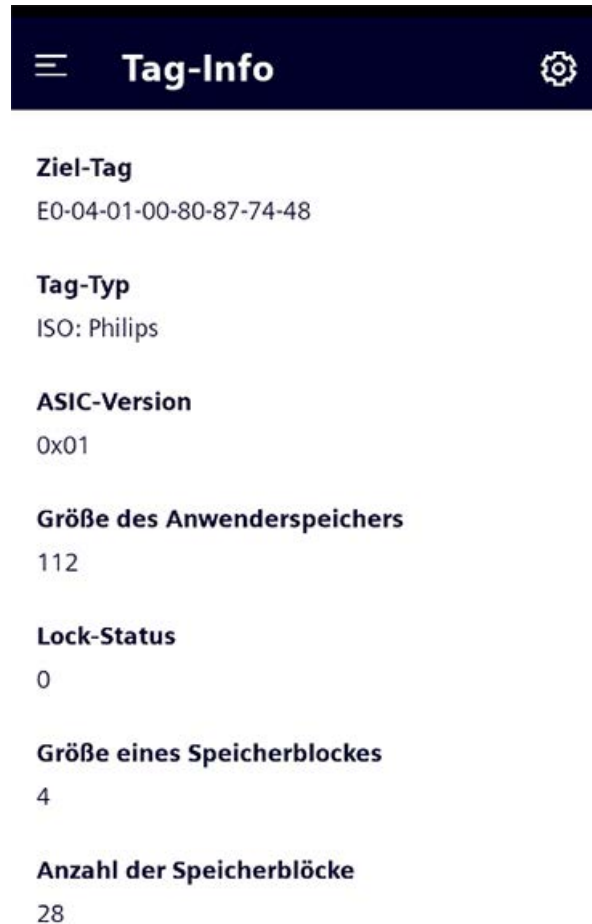 Tag-Info
Ziel-Tag
E0-04-01-00-80-87-74-48
Tag-Typ
ISO: Philips
ASIC-Version
0x01
Größe des Anwenderspeichers
112
Lock-Status
0
Größe eines Speicherblockes
4
Anzahl der Speicherblöcke
28